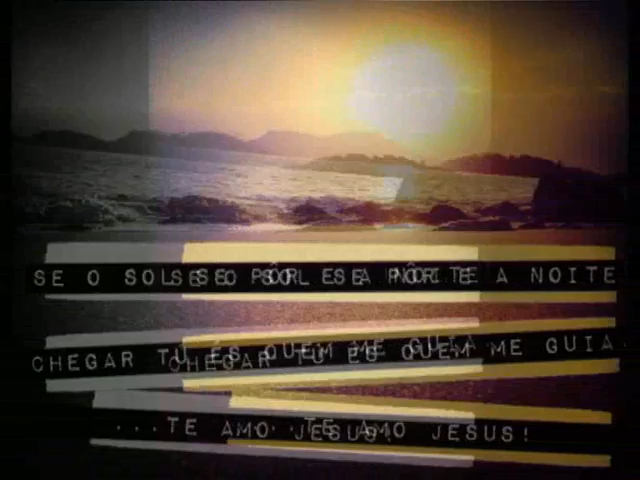 SE O SOL SE PÔR E A NOITE
CHEGAR TU ÉS QUEM ME GUIA.
...TE AMO JESUS!